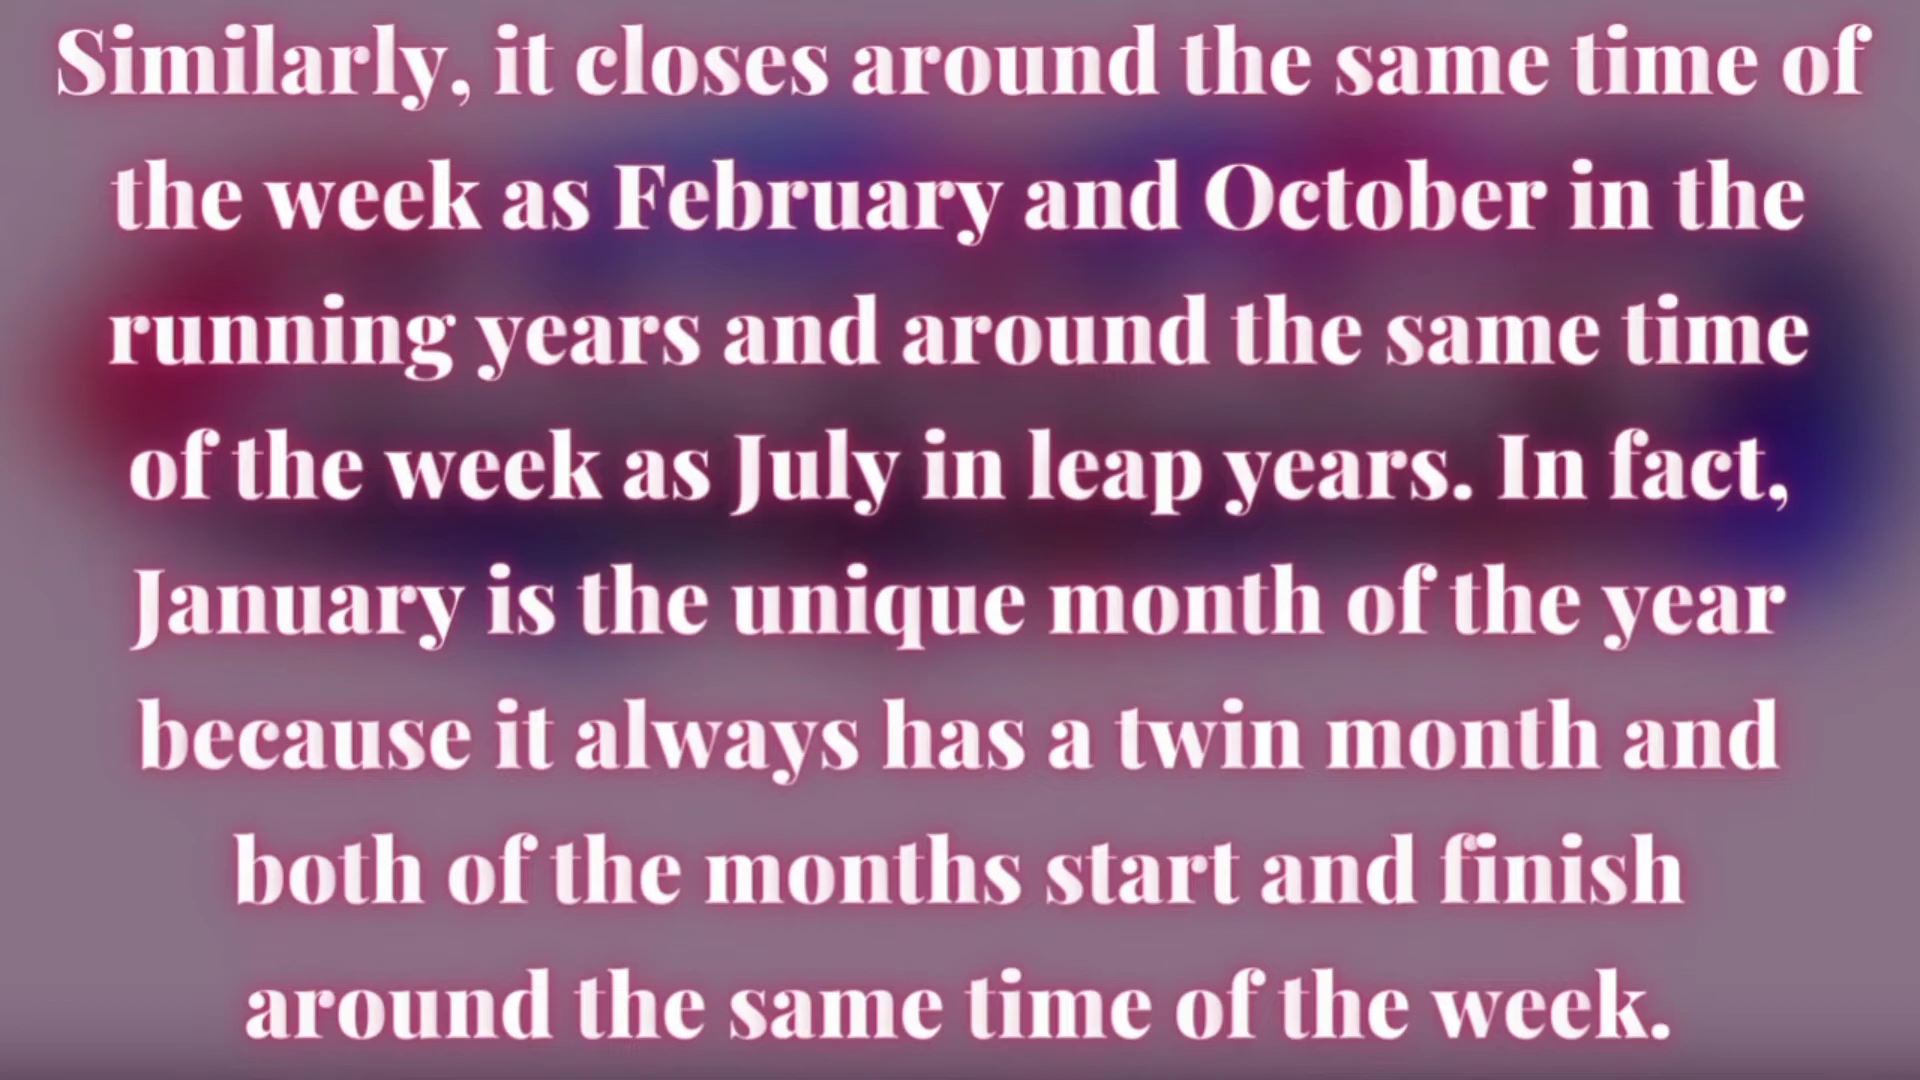 Similarly, it closes around the same time of
the week as February and October in the
running years and around the same time
of the week as July in leap years. In fact,
January is the unique month of the year
because it always has a twin month and
both of the months start and finish
around the same time of the week.